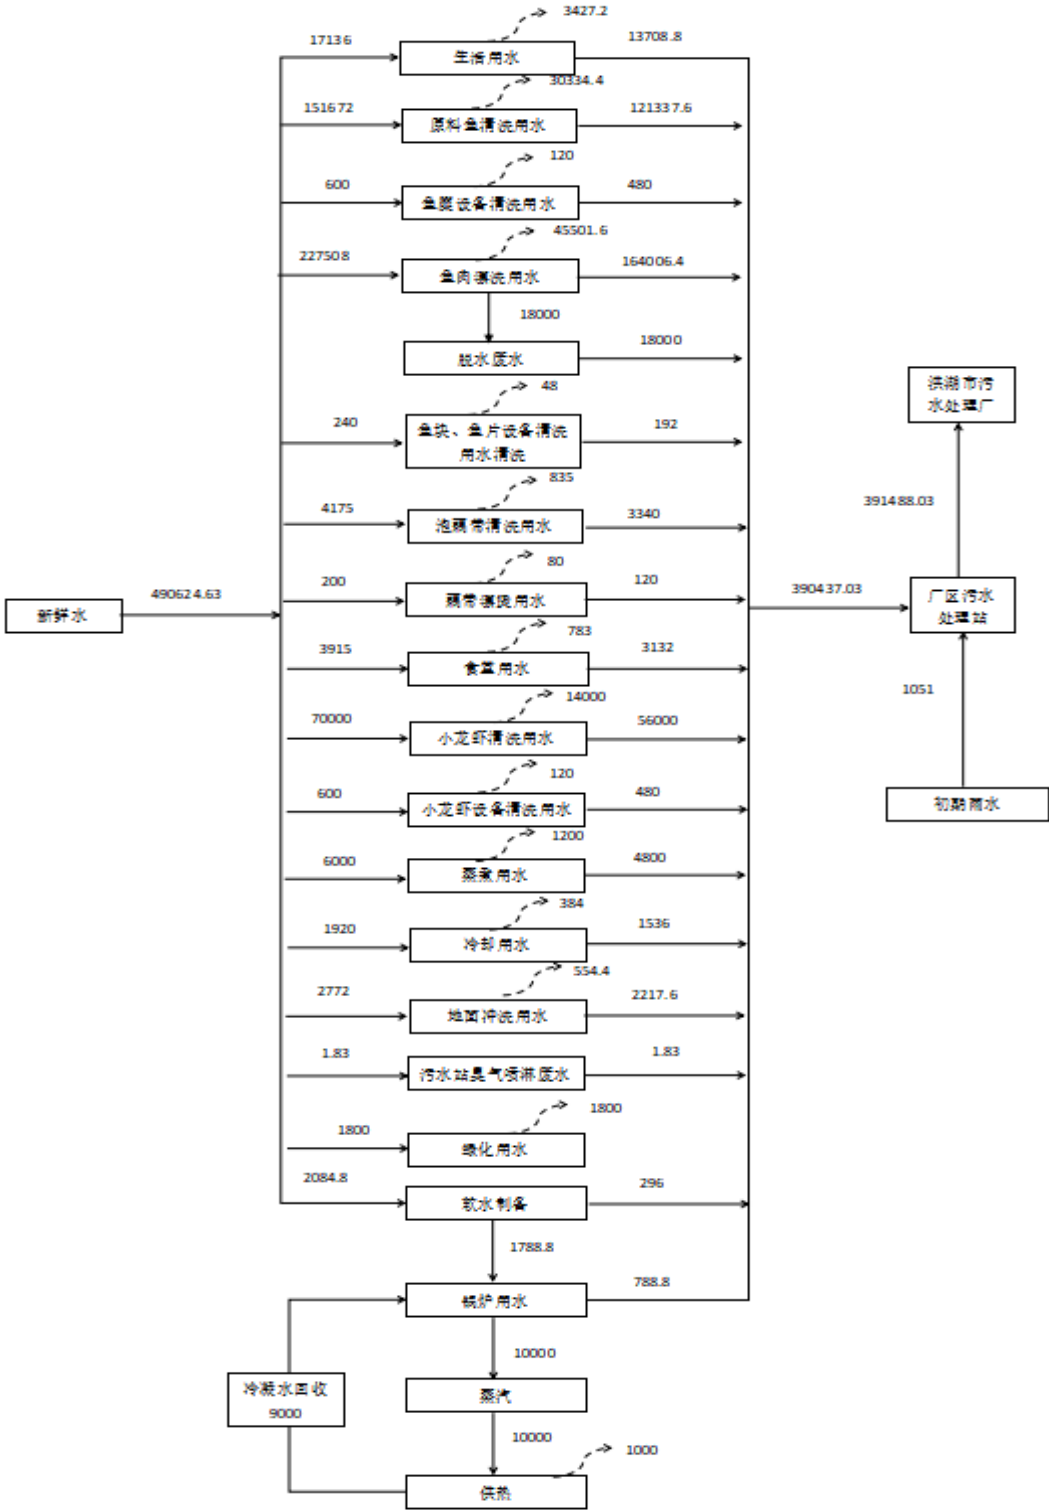 3427.2
17136
13708.8
生活用水
30334.4
151672
121337.6
原料鱼清洗用水
120
600
480
鱼糜设备清洗用水
45501.6
227508
164006.4
鱼肉漂洗用水
18000
18000
脱水废水
48
240
192
鱼块、鱼片设备清洗
用水清洗
835
4175
3340
泡藕带清洗用水
80
200
120
藕带漂烫用水
490624.63
新鲜水
783
3915
3132
食堂用水
14000
70000
56000
小龙虾清洗用水
120
600
480
小龙虾设备清洗用水
1200
6000
4800
蒸煮用水
384
1920
1536
冷却用水
554.4
2772
2217.6
地面冲洗用水
1.83
1.83
污水站臭气喷淋废水
1800
1800
绿化用水
2084.8
296
软水制备
1788.8
788.8
锅炉用水
10000
冷凝水回收
9000
蒸汽
10000
1000
供热
洪湖市污
水处理厂
391488.03
390437.03
厂区污水
处理站
1051
初期雨水